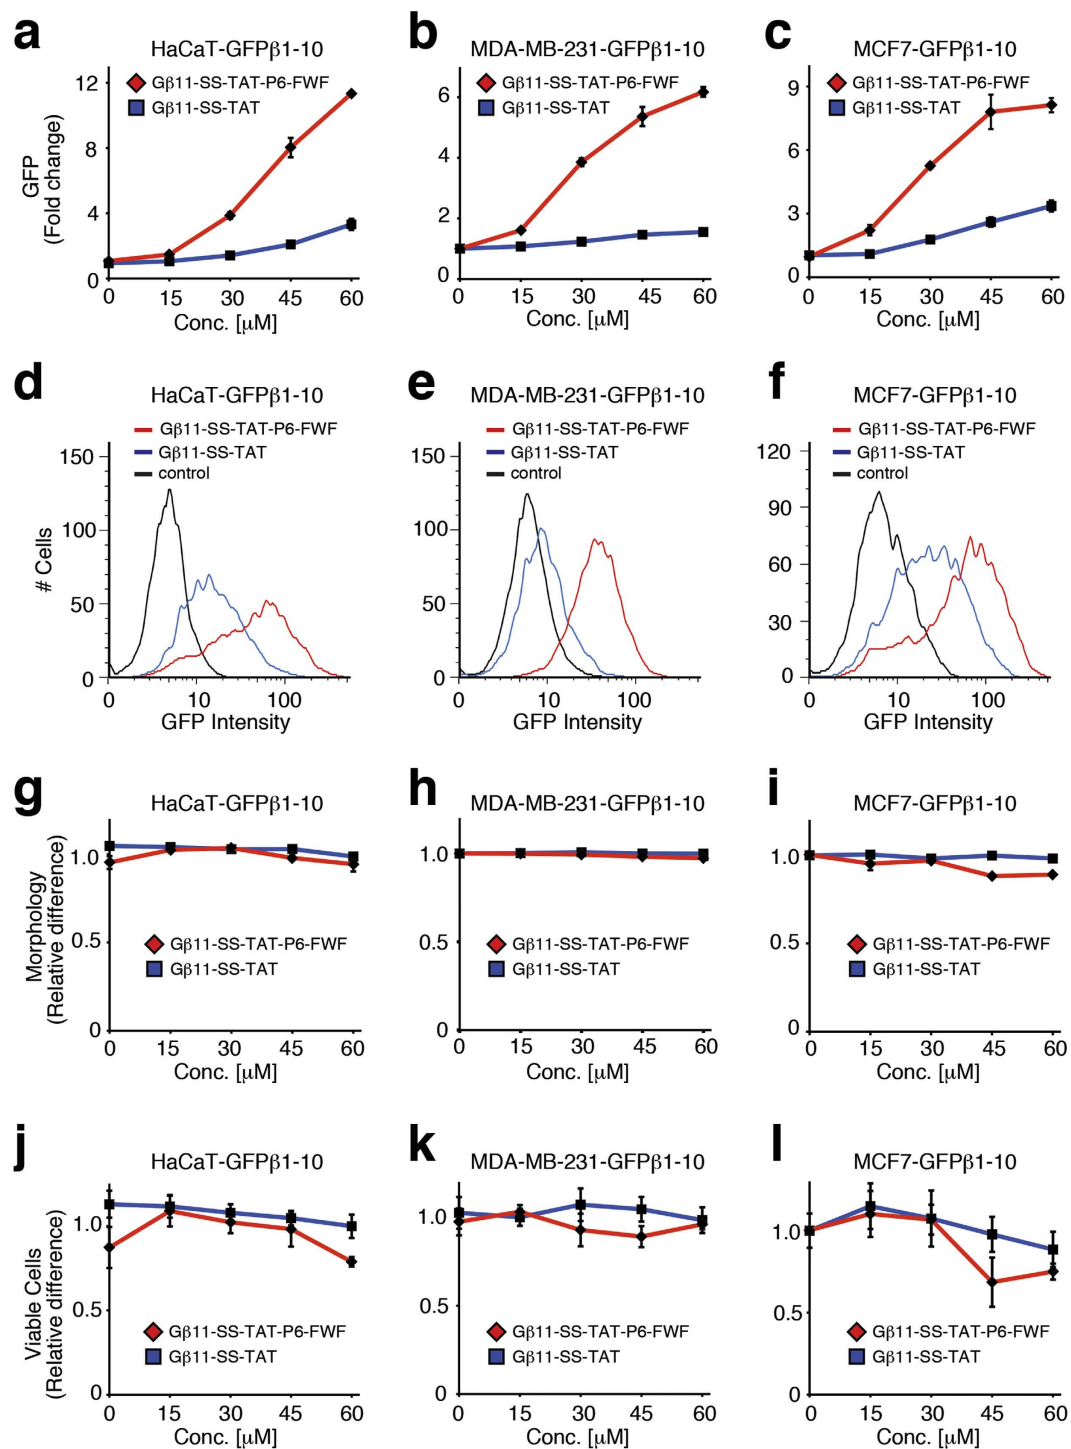 a
HaCaT-GFPβ1-10
GFP
(Fold change)
12
8
4
0
Gβ11-SS-TAT-P6-FWF
Gβ11-SS-TAT
0 15 30 45 60
Conc. [µM]
b
MDA-MB-231-GFPβ1-10
6
4
2
0
Gβ11-SS-TAT-P6-FWF
Gβ11-SS-TAT
0 15 30 45 60
Conc. [µM]
c
MCF7-GFPβ1-10
9
6
3
0
Gβ11-SS-TAT-P6-FWF
Gβ11-SS-TAT
0 15 30 45 60
Conc. [µM]
d
HaCaT-GFPβ1-10
# Cells
Gβ11-SS-TAT-P6-FWF
Gβ11-SS-TAT
control
150
100
50
0
0 10 100
GFP Intensity
e
MDA-MB-231-GFPβ1-10
Gβ11-SS-TAT-P6-FWF
Gβ11-SS-TAT
control
150
100
50
0
0 10 100
GFP Intensity
f
MCF7-GFPβ1-10
Gβ11-SS-TAT-P6-FWF
Gβ11-SS-TAT
control
120
90
60
30
0
0 10 100
GFP Intensity
g
HaCaT-GFPβ1-10
Morphology
(Relative difference)
1.0
0.5
0
Gβ11-SS-TAT-P6-FWF
Gβ11-SS-TAT
0 15 30 45 60
Conc. [µM]
h
MDA-MB-231-GFPβ1-10
1.0
0.5
0
Gβ11-SS-TAT-P6-FWF
Gβ11-SS-TAT
0 15 30 45 60
Conc. [µM]
i
MCF7-GFPβ1-10
1.0
0.5
0
Gβ11-SS-TAT-P6-FWF
Gβ11-SS-TAT
0 15 30 45 60
Conc. [µM]
j
HaCaT-GFPβ1-10
Viable Cells
(Relative difference)
1.0
0.5
0
Gβ11-SS-TAT-P6-FWF
Gβ11-SS-TAT
0 15 30 45 60
Conc. [µM]
k
MDA-MB-231-GFPβ1-10
1.0
0.5
0
Gβ11-SS-TAT-P6-FWF
Gβ11-SS-TAT
0 15 30 45 60
Conc. [µM]
l
MCF7-GFPβ1-10
1.0
0.5
0
Gβ11-SS-TAT-P6-FWF
Gβ11-SS-TAT
0 15 30 45 60
Conc. [µM]